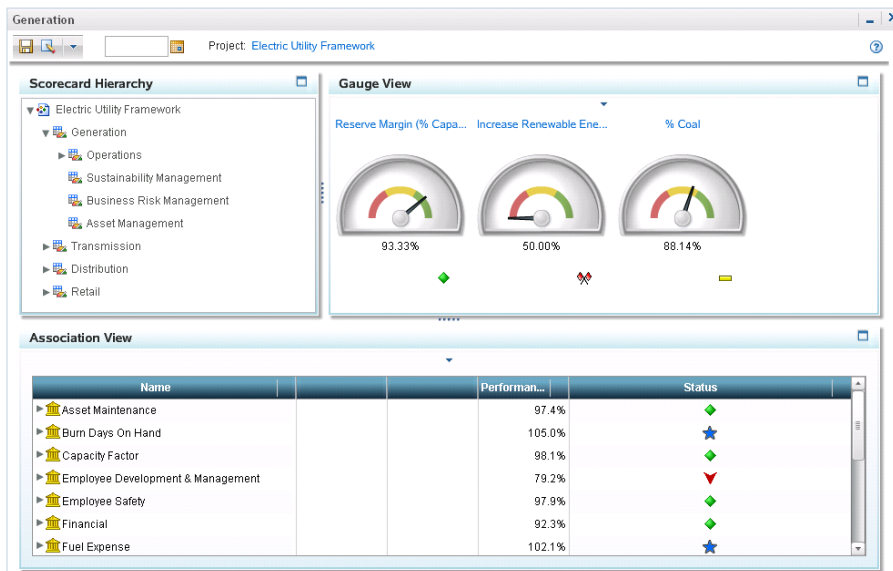 Generation
Project: Electric Utility Framework
Scorecard Hierarchy
Electric Utility Framework
Generation
Operations
Sustainability Management
Business Risk Management
Asset Management
Transmission
Distribution
Retail
Gauge View
Reserve Margin (% Capa... Increase Renewable Ene... % Coal
93.33% 50.00% 88.14%
Association View
Name Performan... Status
Asset Maintenance 97.4%
Burn Days On Hand 105.0%
Capacity Factor 98.1%
Employee Development & Management 79.2%
Employee Safety 97.9%
Financial 92.3%
Fuel Expense 102.1%